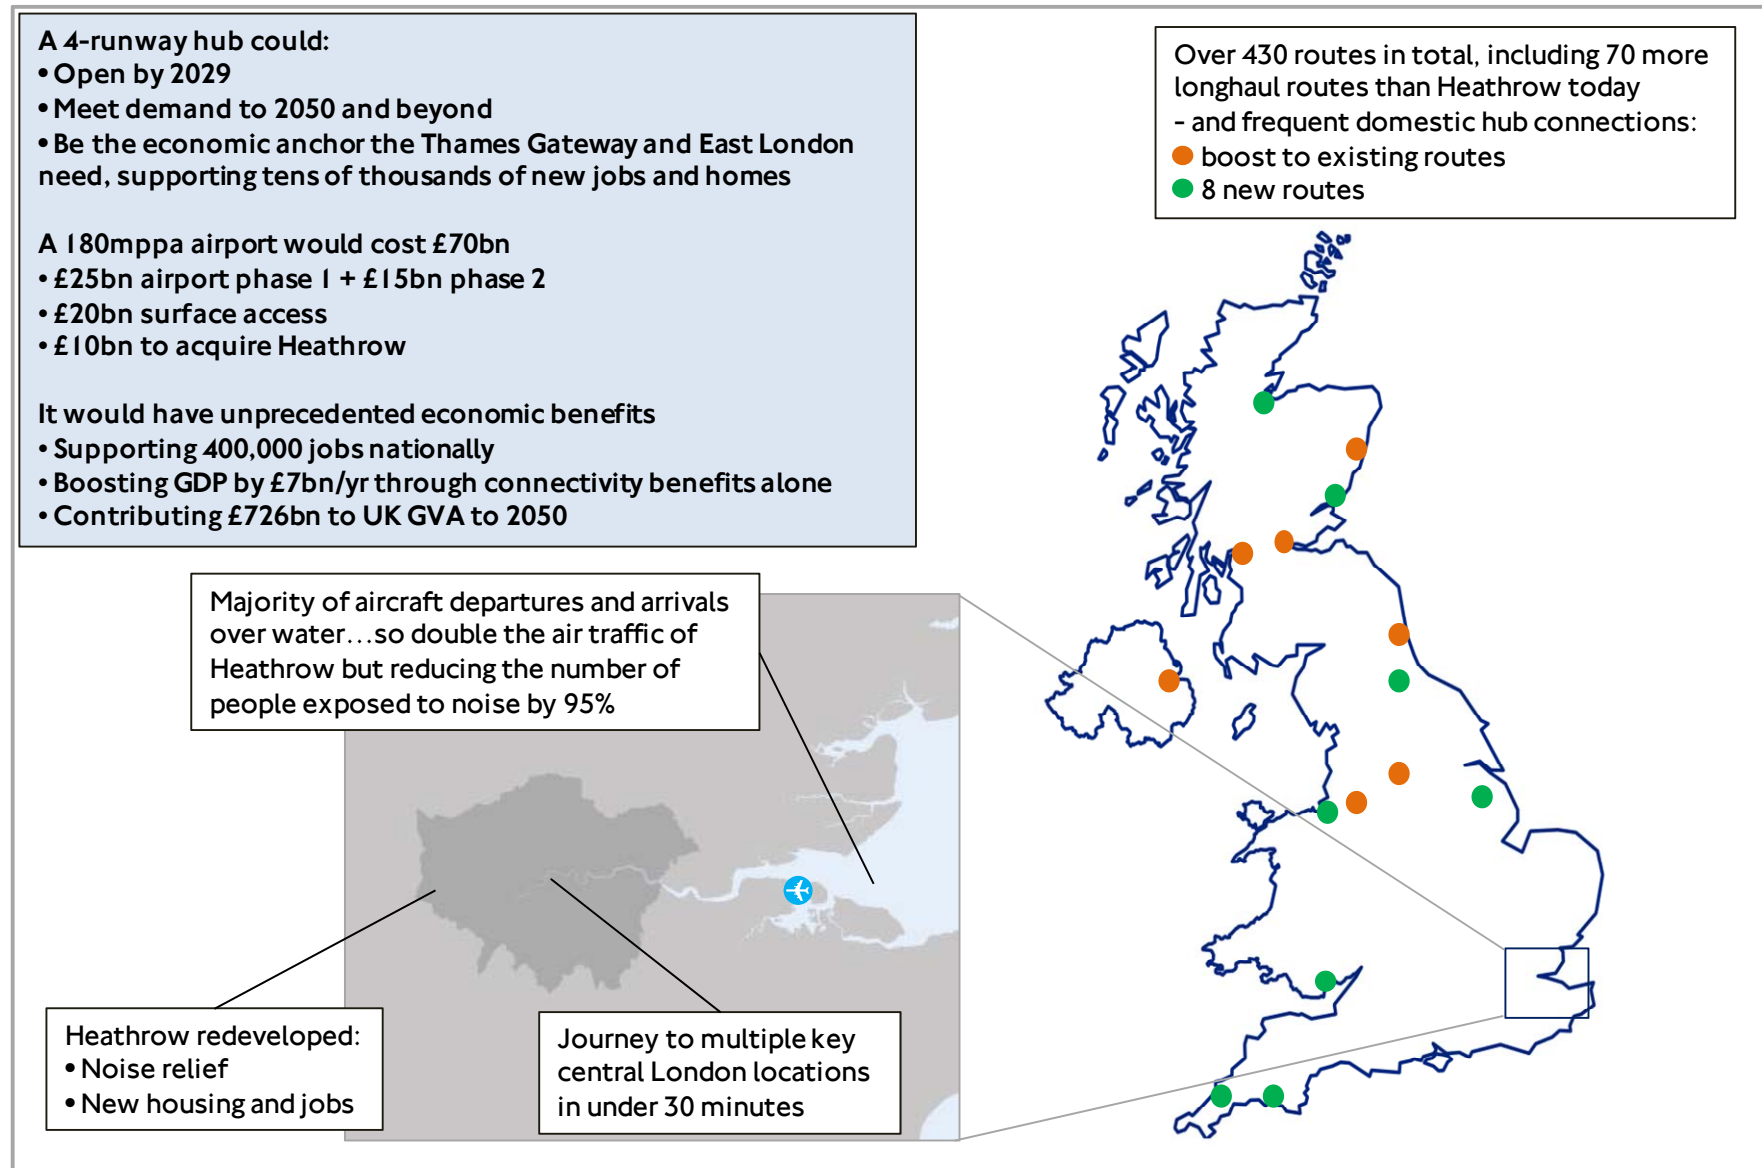 A 4-runway hub could:
• Open by 2029
• Meet demand to 2050 and beyond
• Be the economic anchor the Thames Gateway and East London
need, supporting tens of thousands of new jobs and homes
A 180mppa airport would cost £70bn
• £25bn airport phase 1 + £15bn phase 2
• £20bn surface access
• £10bn to acquire Heathrow
It would have unprecedented economic benefits
• Supporting 400,000 jobs nationally
• Boosting GDP by £7bn/yr through connectivity benefits alone
• Contributing £726bn to UK GVA to 2050
Over 430 routes in total, including 70 more
longhaul routes than Heathrow today
- and frequent domestic hub connections:
boost to existing routes
8 new routes
Majority of aircraft departures and arrivals
over water...so double the air traffic of
Heathrow but reducing the number of
people exposed to noise by 95%
Heathrow redeveloped:
• Noise relief
• New housing and jobs
Journey to multiple key
central London locations
in under 30 minutes